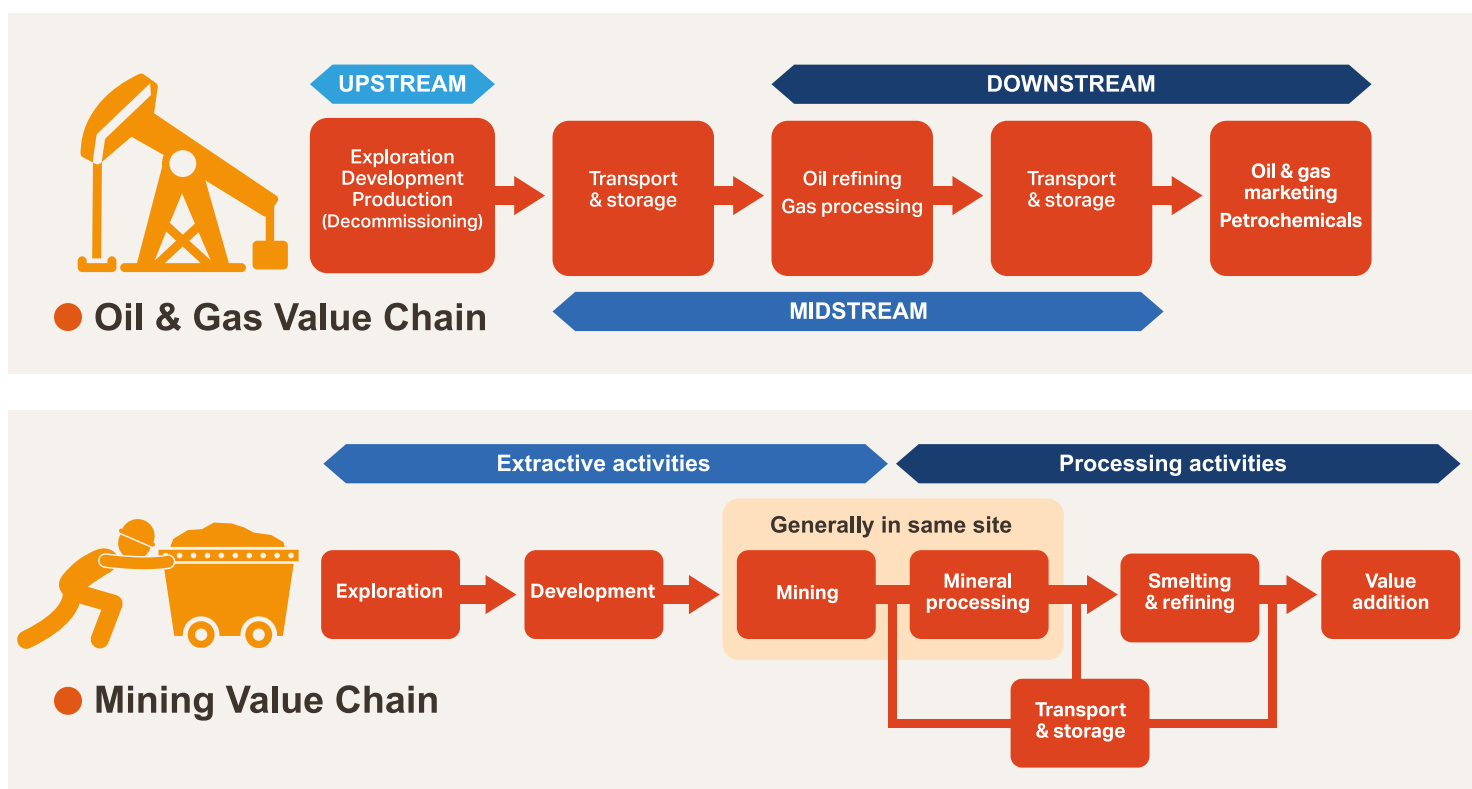 UPSTREAM
DOWNSTREAM
Exploration
Development
Production
(Decommissioning)
Transport
& storage
Oil refining
Gas processing
Transport
& storage
Oil & gas
marketing
Petrochemicals
MIDSTREAM
Oil & Gas Value Chain
Extractive activities
Processing activities
Generally in same site
Exploration
Development
Mining
Mineral
processing
Smelting
& refining
Value
addition
Transport
& storage
Mining Value Chain